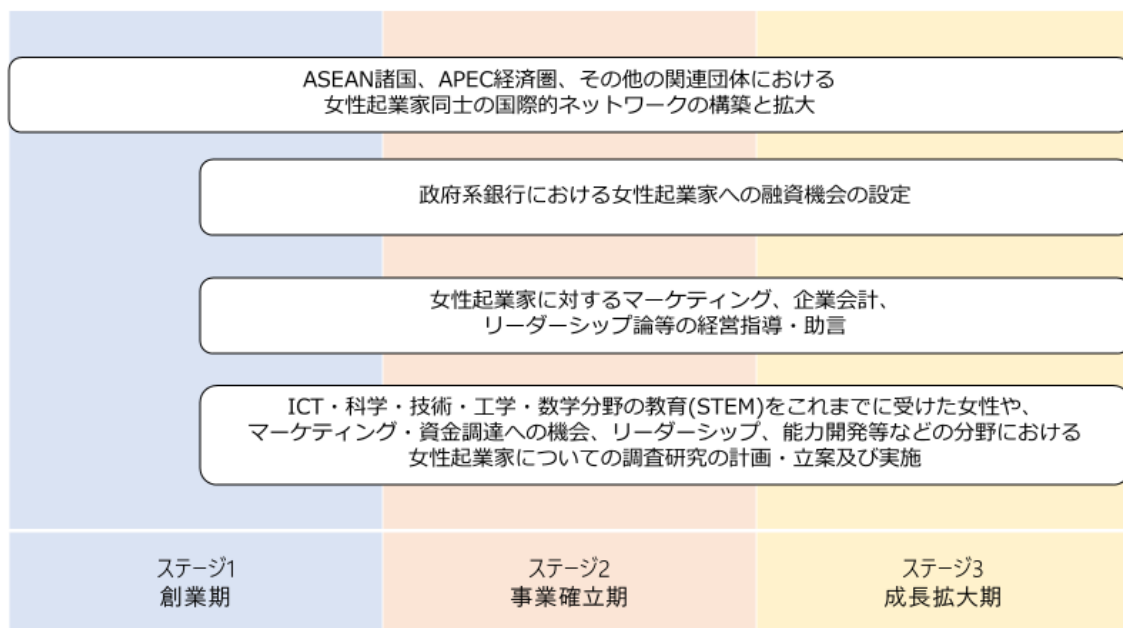 ASEAN諸国、APEC経済圏、その他の関連団体における
女性起業家同士の国際的ネットワークの構築と拡大
政府系銀行における女性起業家への融資機会の設定
女性起業家に対するマーケティング、企業会計、
リーダーシップ論等の経営指導・助言
ICT・科学・技術・工学・数学分野の教育(STEM)をこれまでに受けた女性や、
マーケティング・資金調達への機会、リーダーシップ、能力開発等などの分野における
女性起業家についての調査研究の計画・立案及び実施
ステージ1
創業期
ステージ2
事業確立期
ステージ3
成長拡大期